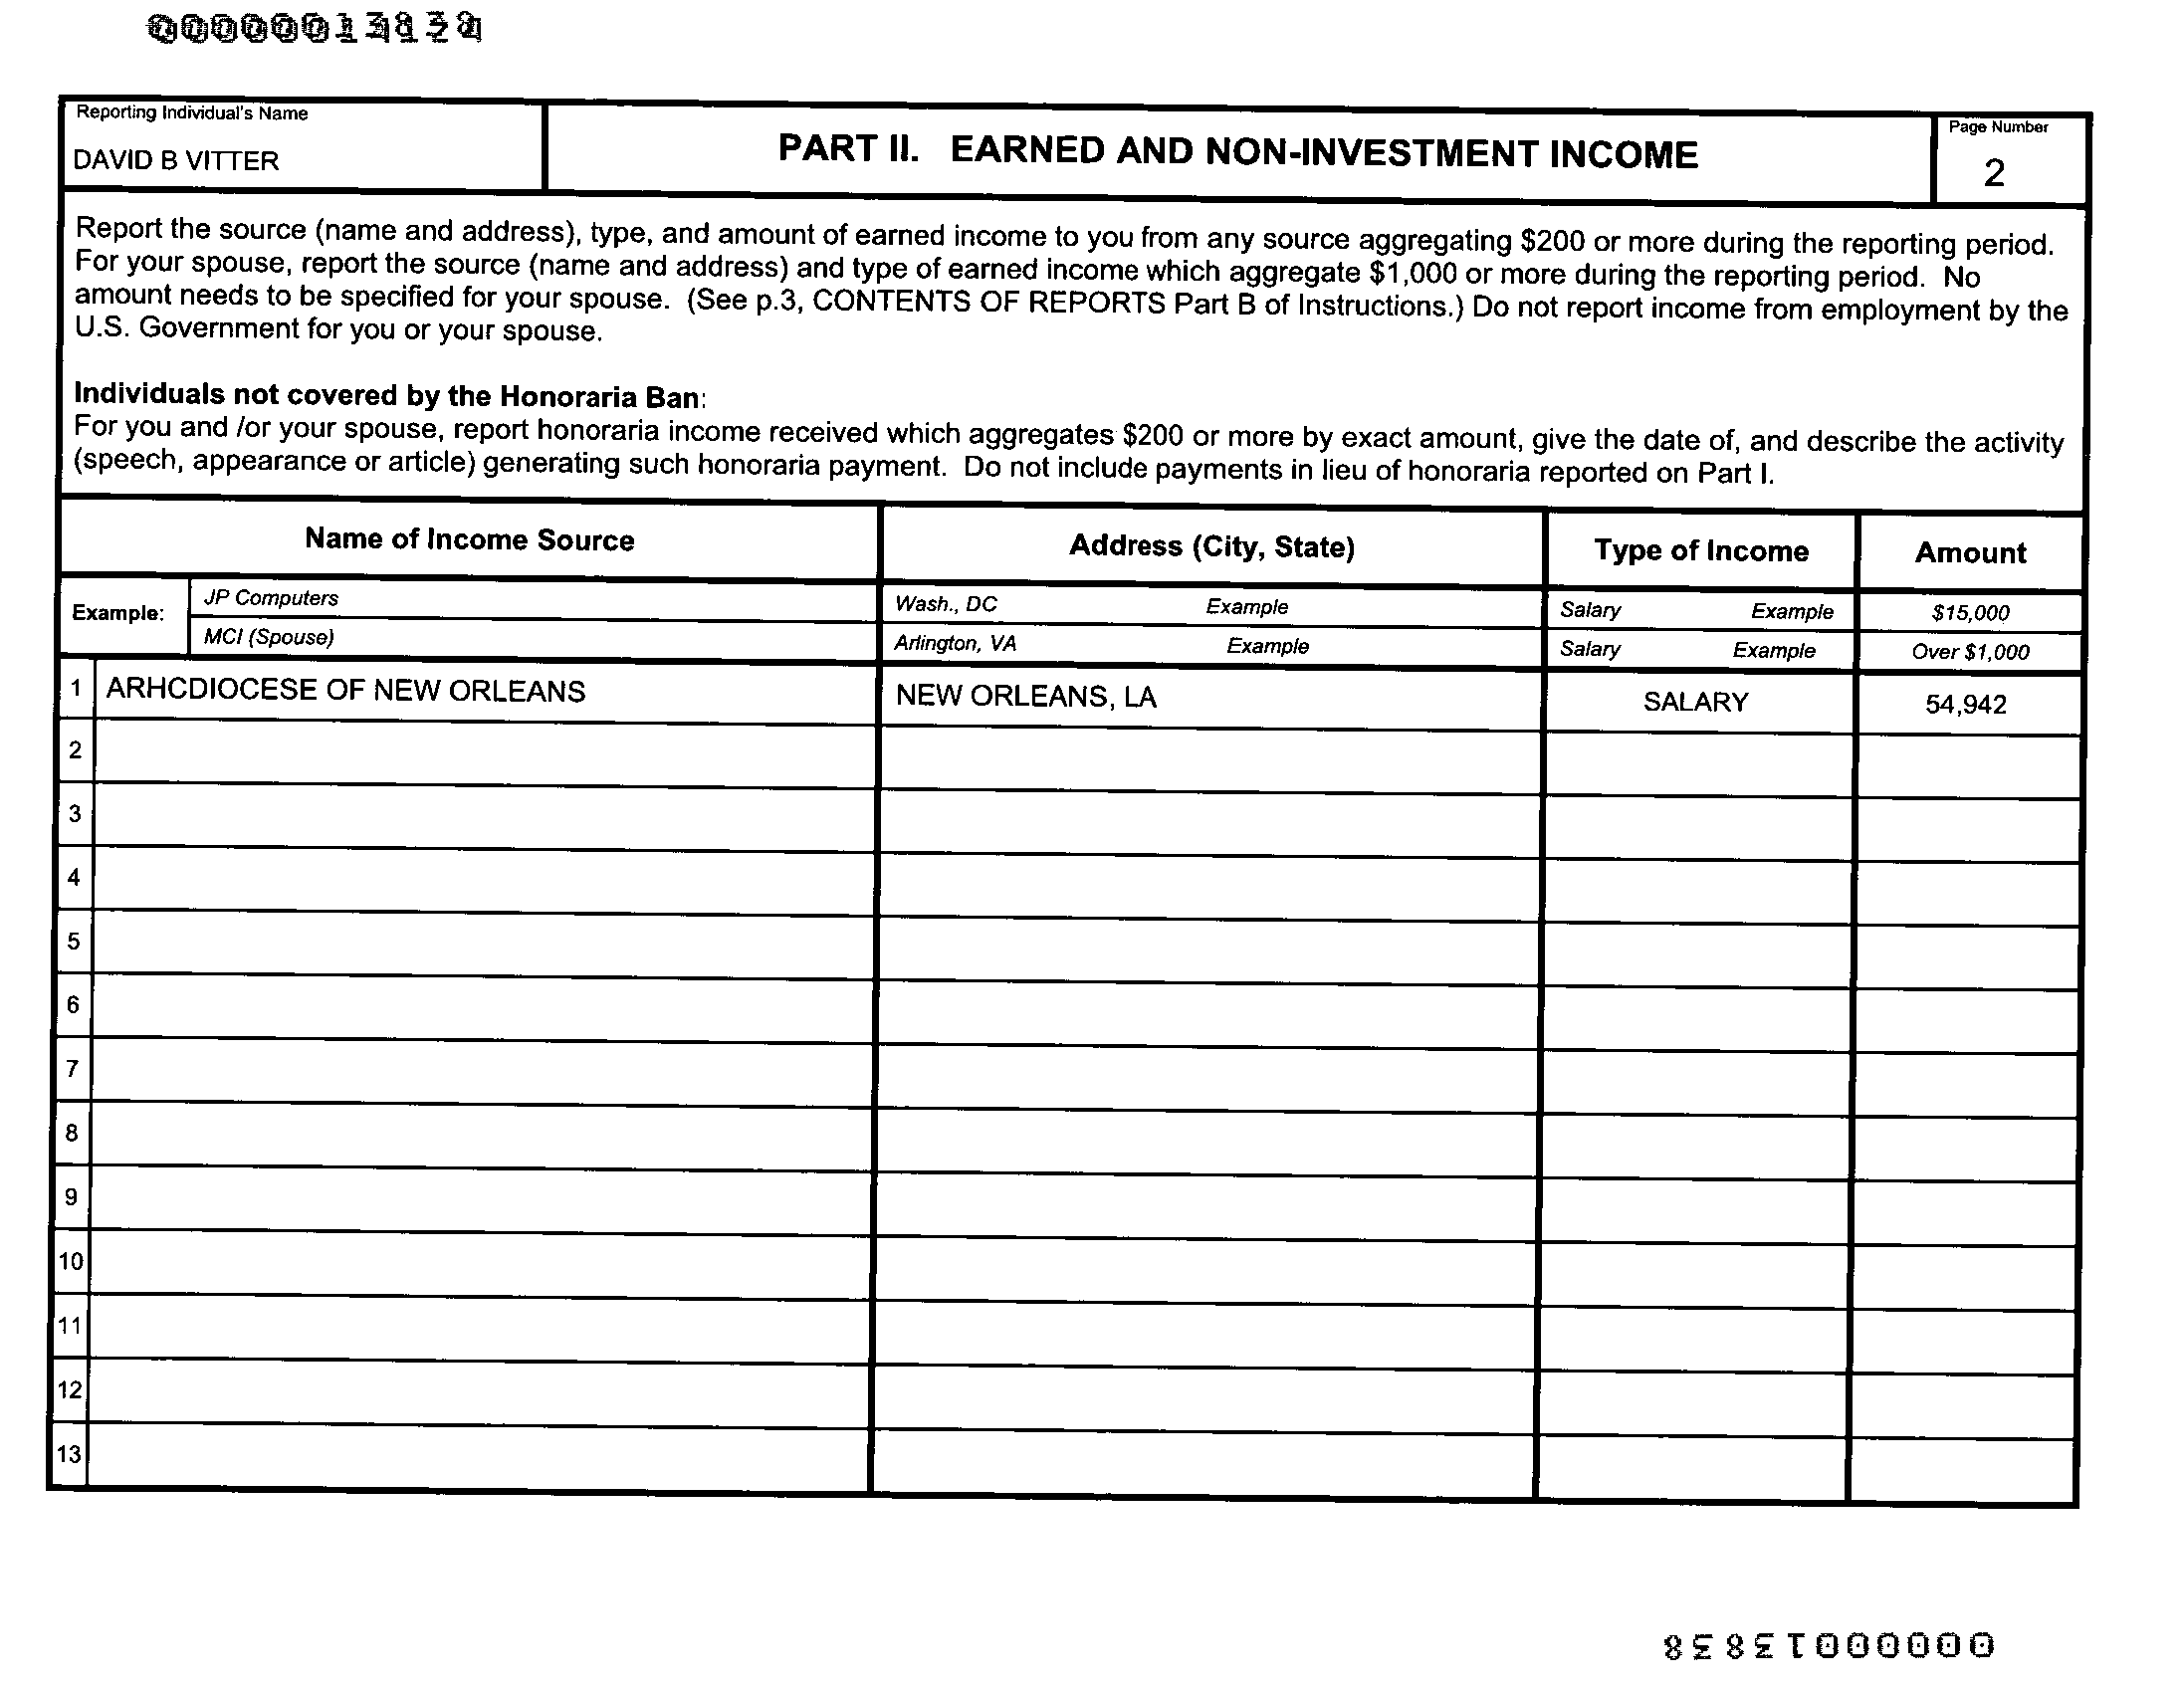 Reporting Individual's Name
DAVID B VITTER
PART II. EARNED AND NON-INVESTMENT INCOME
Page Number
2
Report the source (name and address), type, and amount of earned income to you from any source aggregating $200 or more during the reporting period.
For your spouse, report the source (name and address) and type of earned income which aggregate $1,000 or more during the reporting period. No
amount needs to be specified for your spouse. (See p.3, CONTENTS OF REPORTS Part B of Instructions.) Do not report income from employment by the
U.S. Government for you or your spouse.
Individuals not covered by the Honoraria Ban:
For you and /or your spouse, report honoraria income received which aggregates $200 or more by exact amount, give the date of, and describe the activity
(speech, appearance or article) generating such honoraria payment. Do not include payments in lieu of honoraria reported on Part I.
Name of Income Source Address (City, State) Type of Income Amount
Example: JP Computers Wash., DC Example Salary Example $15,000
MCI (Spouse) Arlington, VA Example Salary Example Over $1,000
1 ARHCDIOCESE OF NEW ORLEANS NEW ORLEANS, LA SALARY 54,942
2
3
4
5
6
7
8
9
10
11
12
13
00000013838